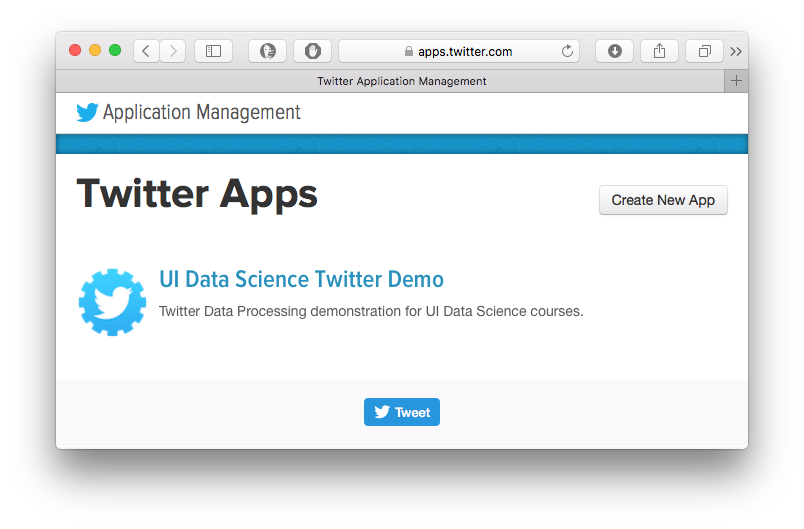 apps.twitter.com
Twitter Application Management
Application Management
Twitter Apps
Create New App
UI Data Science Twitter Demo
Twitter Data Processing demonstration for UI Data Science courses.
Tweet